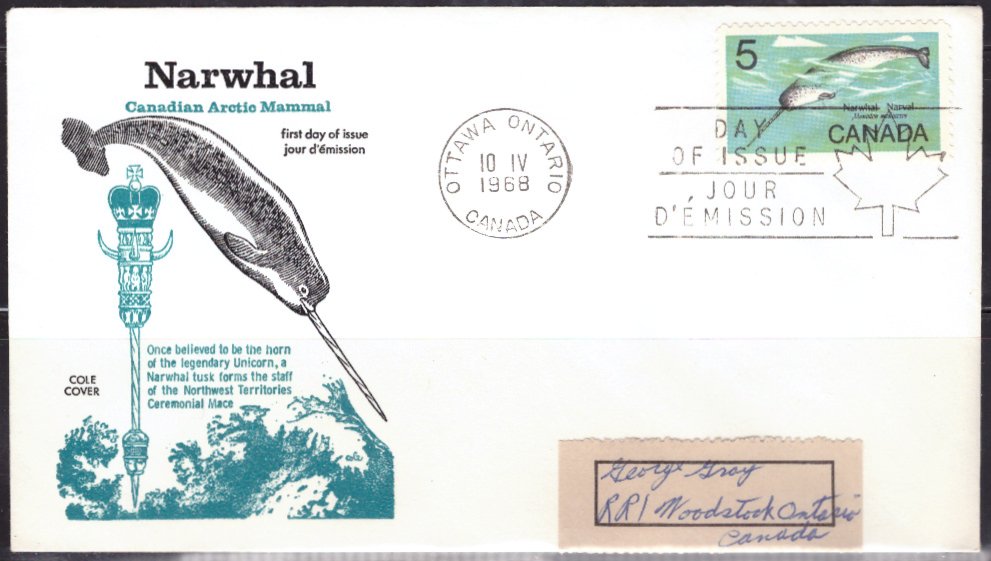 Narwhal
Canadian Arctic Mammal
first day of issue
jour d'émission
Once believed to be the horn
of the legendary Unicorn, a
Narwhal tusk forms the staff
of the Northwest Territories
Ceremonial Mace
COLE
COVER
OTTAWA ONTARIO
10 IV
1968
CANADA
5
Narwhal Narval
CANADA
DAY
OF ISSUE
JOUR
D'ÉMISSION
George Gray
RR1 Woodstock Ontario
Canada